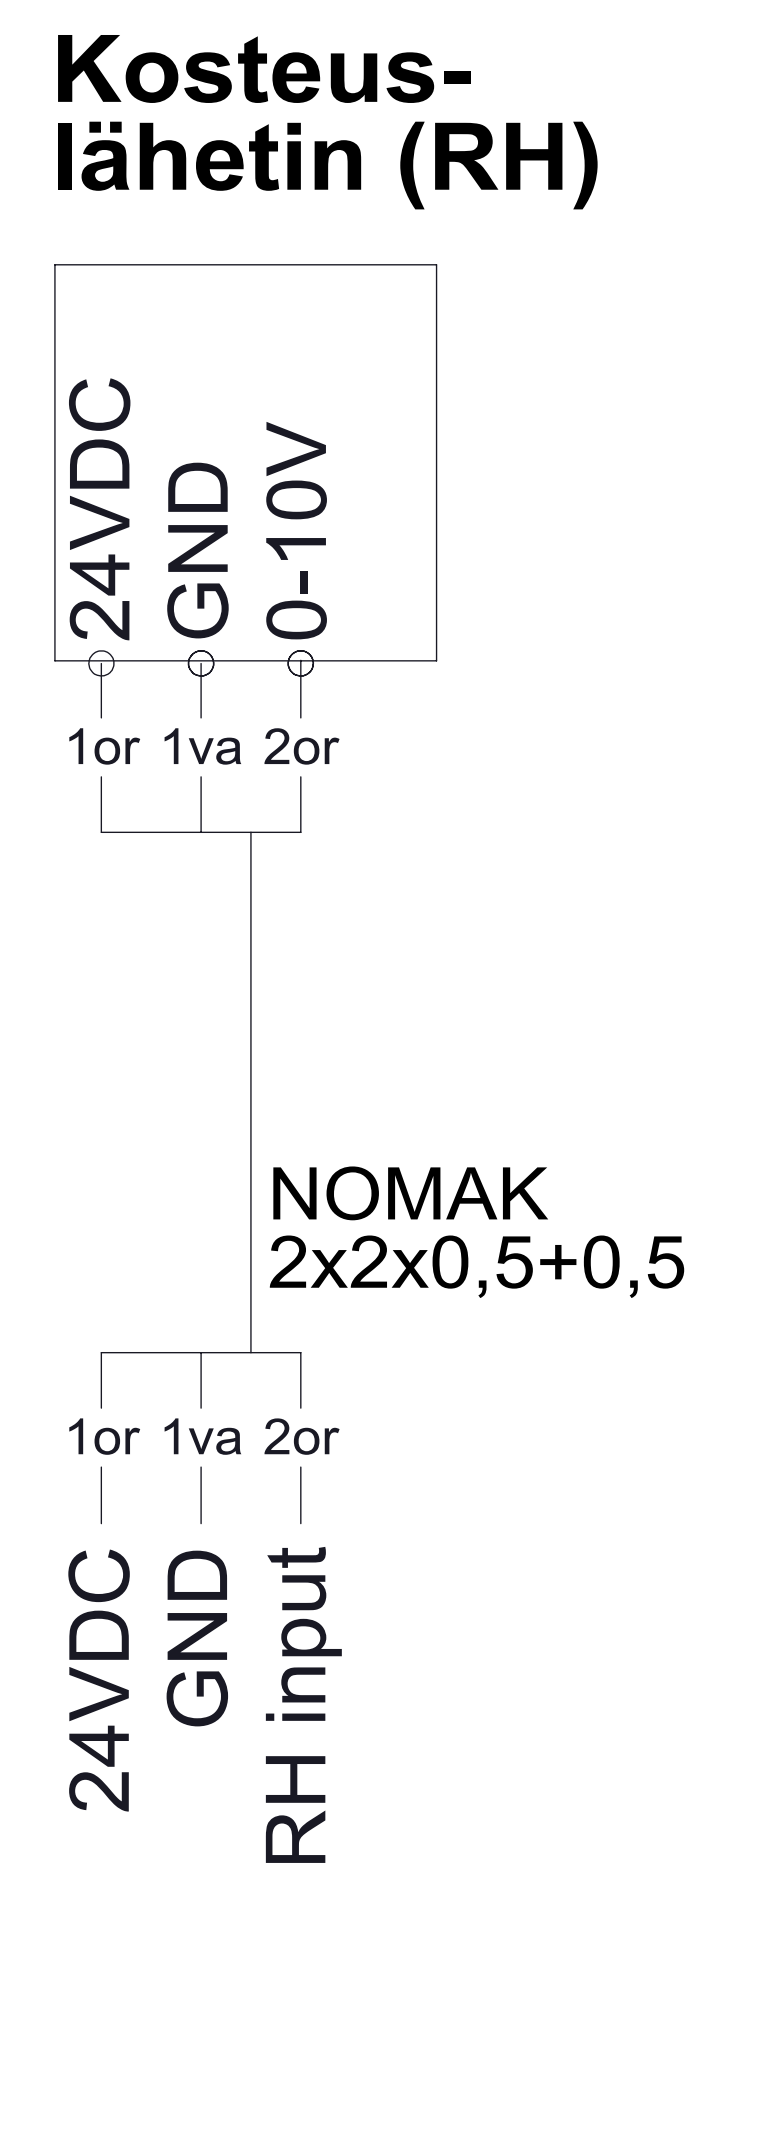 Kosteus-
lähetin (RH)
24VDC
GND
0-10V
1or 1va 2or
NOMAK
2x2x0,5+0,5
1or 1va 2or
24VDC
GND
RH input